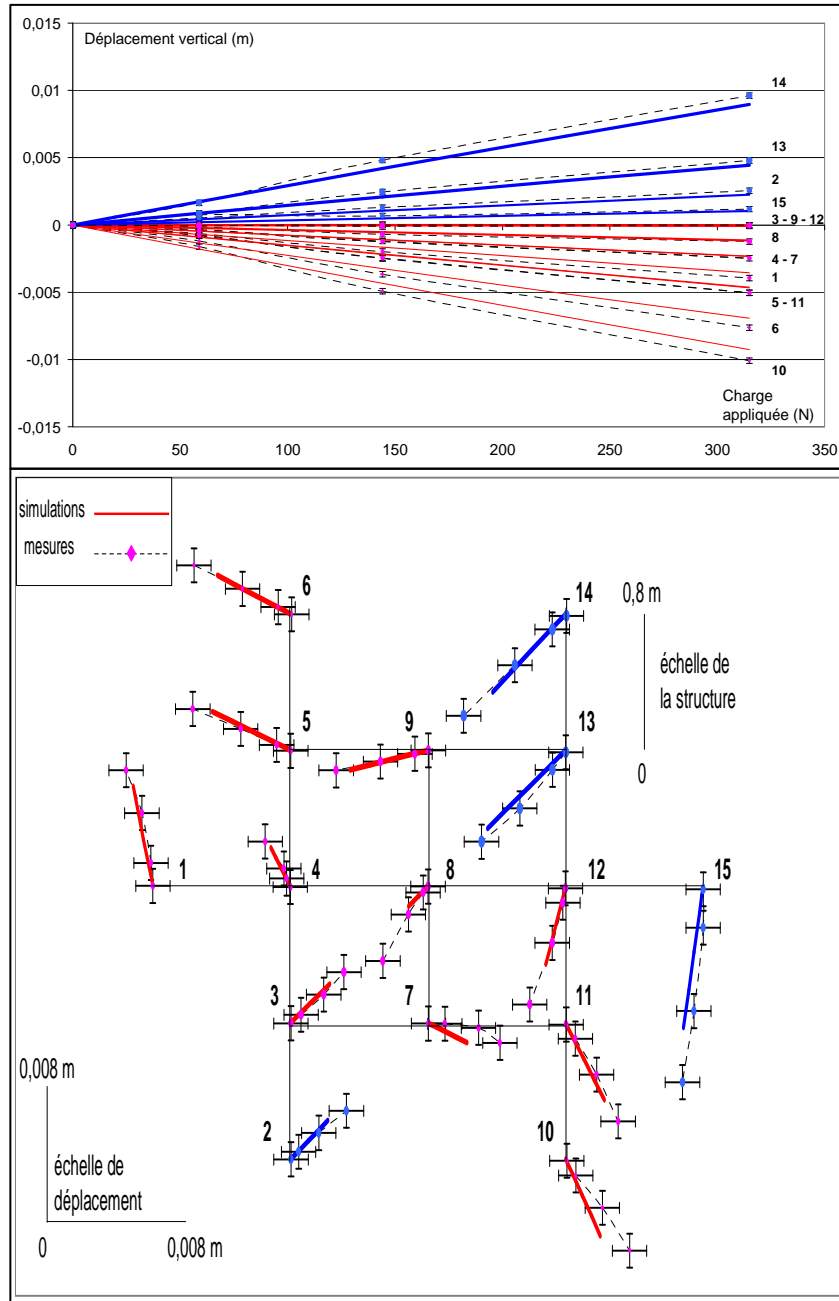 0,015
Déplacement vertical (m)
0,01
14
13
0,005
2
15
0
3 - 9 - 12
8
4 - 7
1
-0,005
5 - 11
6
-0,01
10
Charge
appliquée (N)
-0,015
0 50 100 150 200 250 300 350
simulations
mesures
6
14
0,8 m
échelle de
la structure
5
9
13
0
1
4
8
12
15
3
7
11
0,008 m
2
10
échelle de
déplacement
0
0,008 m